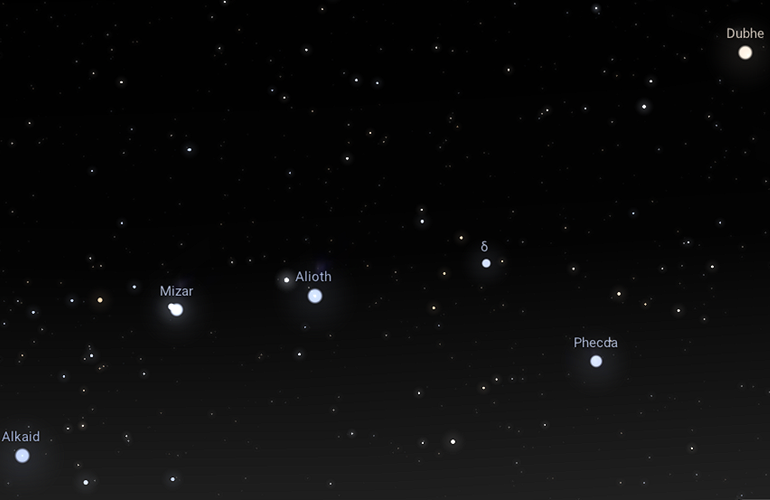 Dubhe
δ
Alioth
Mizar
Phecda
Alkaid